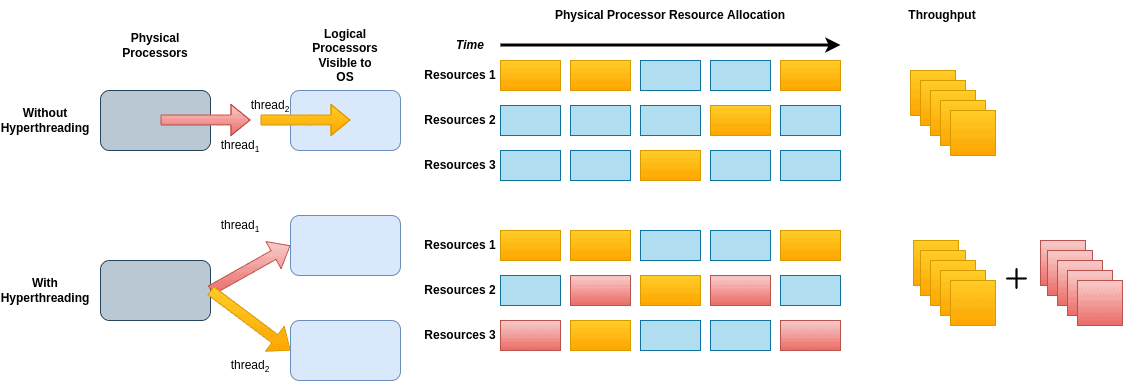 Physical Processor Resource Allocation
Throughput
Physical
Processors
Logical
Processors
Visible to
OS
Time
Resources 1
Without
Hyperthreading
thread2
thread1
Resources 2
Resources 3
thread1
Resources 1
With
Hyperthreading
Resources 2
Resources 3
thread2